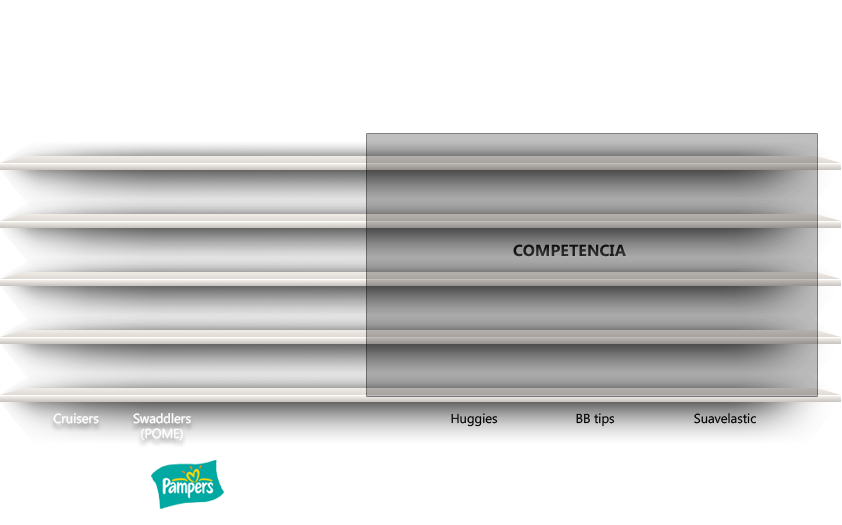 COMPETENCIA
Cruisers
Swaddlers
(POME)
Huggies
BB tips
Suavelastic
Pampers